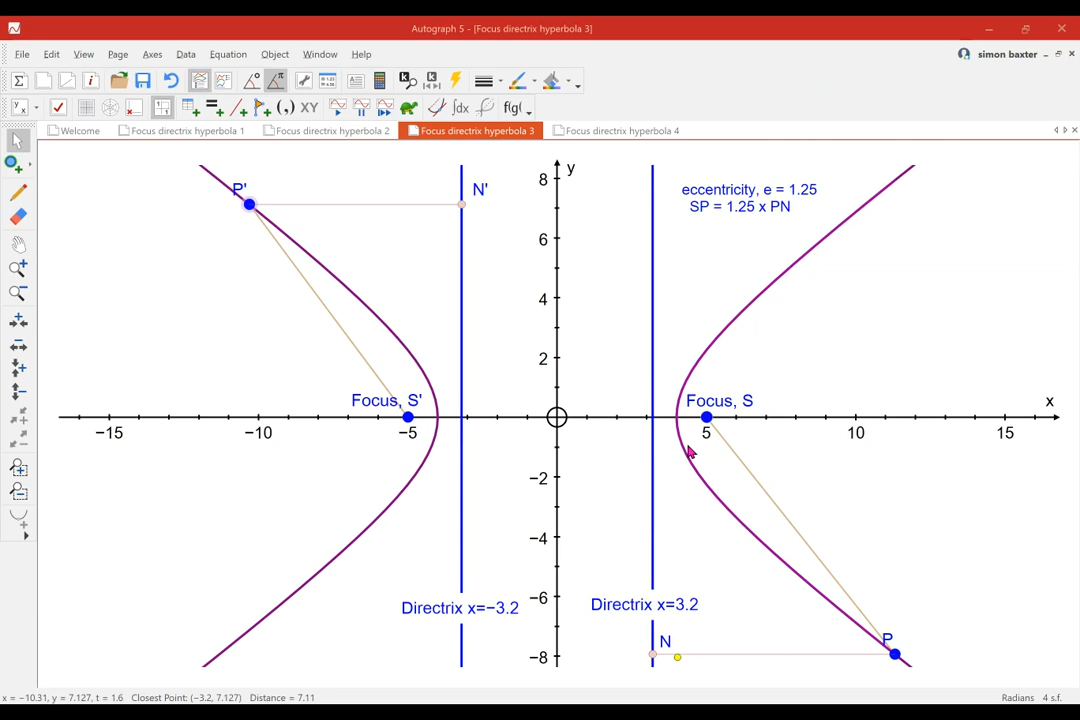 Autograph 5 - [Focus directrix hyperbola 3]
File Edit View Page Axes Data Equation Object Window Help
simon baxter
XY
∫dx
f(g(
Welcome
Focus directrix hyperbola 1
Focus directrix hyperbola 2
Focus directrix hyperbola 3
Focus directrix hyperbola 4
y
8
6
4
2
−2
−4
−6
−8
−15
−10
−5
5
10
15
x
P'
N'
eccentricity, e = 1.25
SP = 1.25 x PN
Focus, S'
Focus, S
Directrix x=−3.2
Directrix x=3.2
N
P
x = −10.31, y = 7.127, t = 1.6 Closest Point: (−3.2, 7.127) Distance = 7.11
Radians 4 s.f.